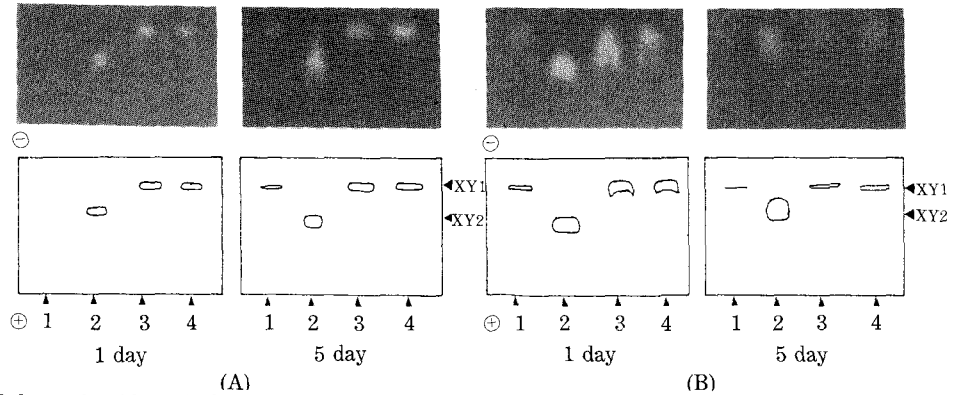 ⊖ ⊖
◄XY1 ◄XY1
◄XY2 ◄XY2
⊕ 1 2 3 4 1 2 3 4 ⊕ 1 2 3 4 1 2 3 4
1 day 5 day 1 day 5 day
(A) (B)